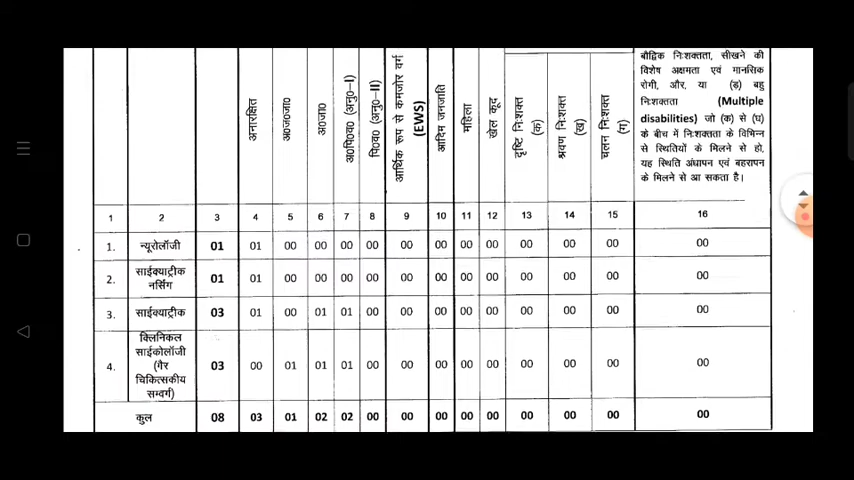 अनारक्षित
अ०ज०जा०
अ०जा०
अ०पि०व० (अनु०–I)
पि०व० (अनु०–II)
आर्थिक रूप से कमजोर वर्ग
(EWS)
आदिम जनजाति
महिला
खेल कूद
दृष्टि निःशक्त
(क)
श्रवण निःशक्त
(ख)
चलन निःशक्त
(ग)
बौद्विक निःशक्तता, सीखने की
विशेष अक्षमता एवं मानसिक
रोगी, और, या (ड़) बहु
निःशक्तता (Multiple
disabilities) जो (क) से (घ)
के बीच में निःशक्तता के विभिन्न
से स्थितियों के मिलने से हो,
यह स्थिति अंधापन एवं बहरापन
के मिलने से आ सकता है।
1 2 3 4 5 6 7 8 9 10 11 12 13 14 15 16
1. न्यूरोलॉजी 01 01 00 00 00 00 00 00 00 00 00 00 00 00
2. साईक्याट्रीक
नर्सिग 01 01 00 00 00 00 00 00 00 00 00 00 00 00
3. साईक्याट्रीक 03 01 00 01 01 00 00 00 00 00 00 00 00 00
4. क्लिनिकल
साईकोलॉजी
(गैर
चिकित्सकीय
सम्वर्ग) 03 00 01 01 01 00 00 00 00 00 00 00 00 00
कुल 08 03 01 02 02 00 00 00 00 00 00 00 00 00